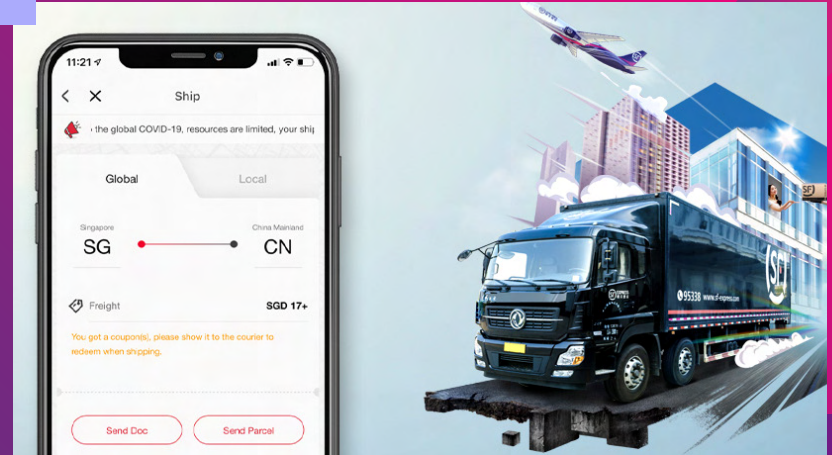 11:21
Ship
the global COVID-19, resources are limited, your ship
Global
Local
Singapore
China Mainland
SG
CN
Freight
SGD 17+
You got a coupon(s), please show it to the courier to
redeem when shipping.
Send Doc
Send Parcel
SF
SF
95338 www.sf-express.com